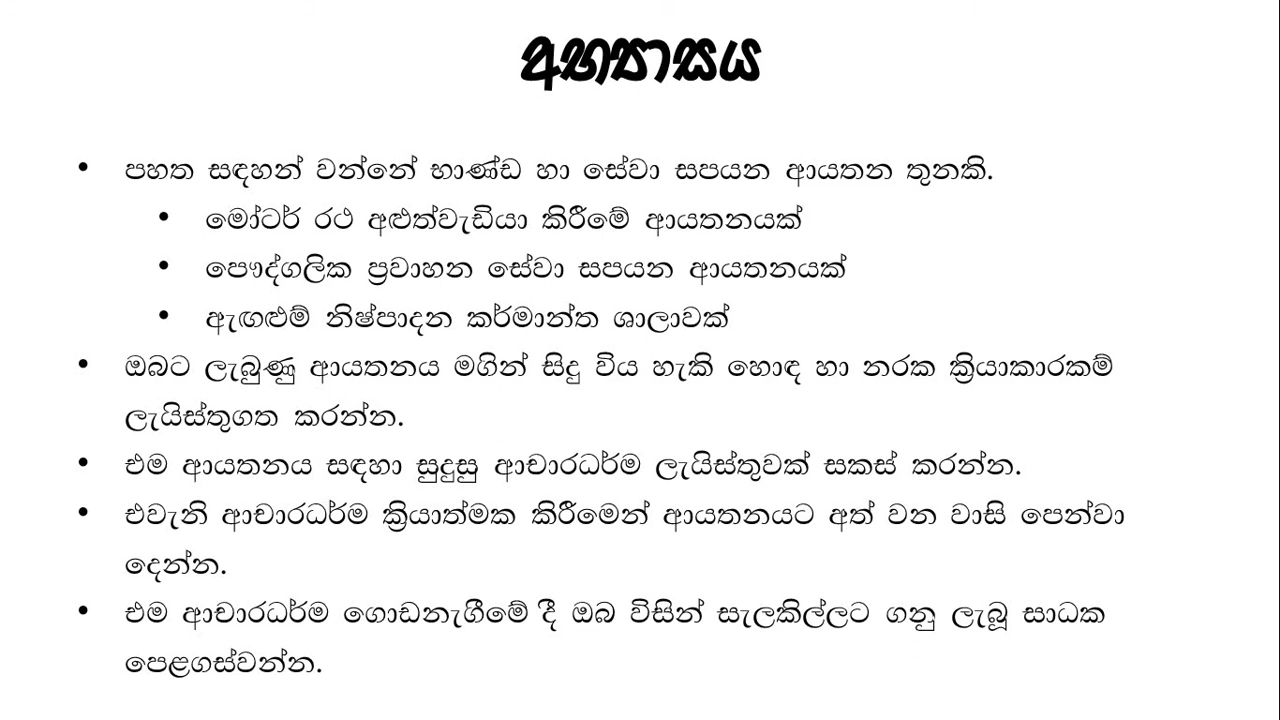 අභ්‍යාසය
• පහත සඳහන් වන්නේ භාණ්ඩ හා සේවා සපයන ආයතන තුනකි.
• මෝටර් රථ අළුත්වැඩියා කිරීමේ ආයතනයක්
• පෞද්ගලික ප්‍රවාහන සේවා සපයන ආයතනයක්
• ඇඟළුම් නිෂ්පාදන කර්මාන්ත ශාලාවක්
• ඔබට ලැබුණු ආයතනය මගින් සිදු විය හැකි හොඳ හා නරක ක්‍රියාකාරකම්
ලැයිස්තුගත කරන්න.
• එම ආයතනය සඳහා සුදුසු ආචාරධර්ම ලැයිස්තුවක් සකස් කරන්න.
• එවැනි ආචාරධර්ම ක්‍රියාත්මක කිරීමෙන් ආයතනයට අත් වන වාසි පෙන්වා
දෙන්න.
• එම ආචාරධර්ම ගොඩනැගීමේ දී ඔබ විසින් සැලකිල්ලට ගනු ලැබූ සාධක
පෙළගස්වන්න.